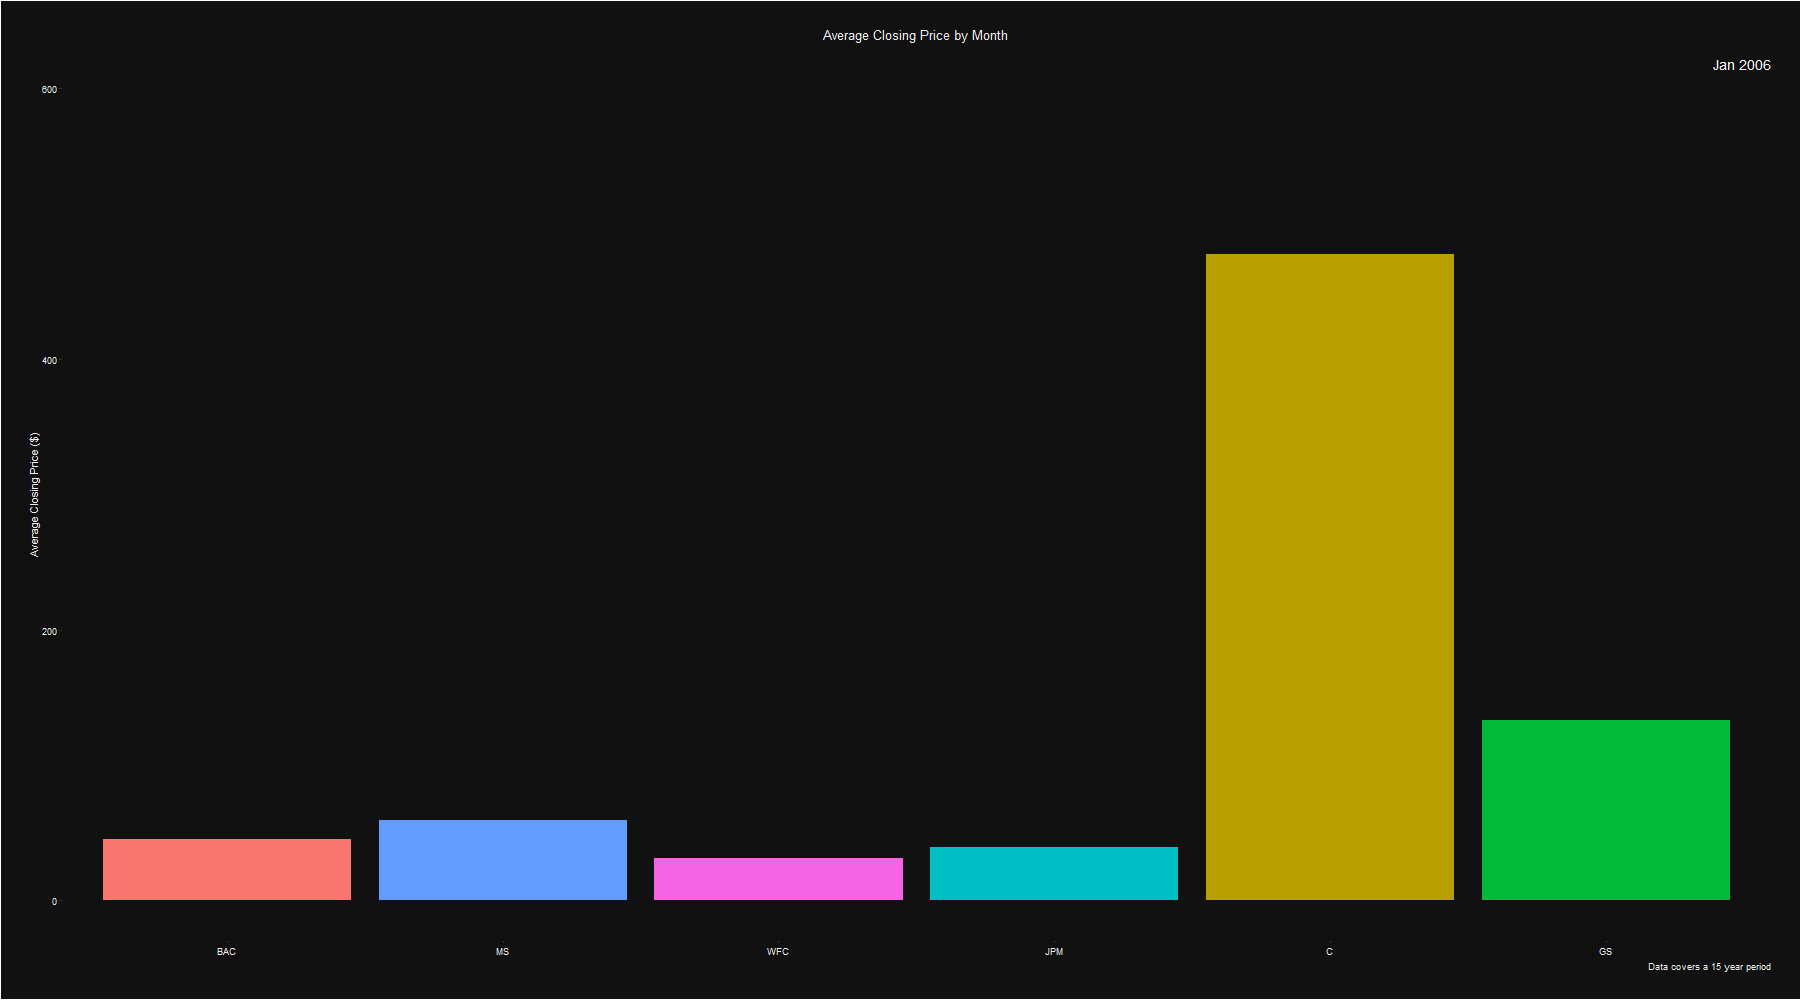 Average Closing Price by Month
Jan 2006
600
400
200
0
Average Closing Price ($)
BAC
MS
WFC
JPM
C
GS
Data covers a 15 year period